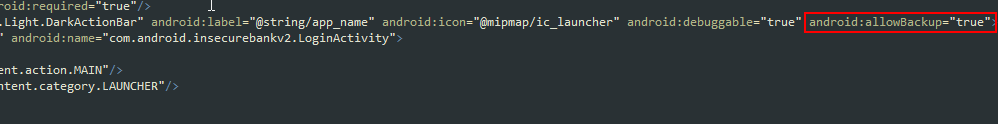 roid:required="true"/>
.Light.DarkActionBar" android:label="@string/app_name" android:icon="@mipmap/ic_launcher" android:debuggable="true" android:allowBackup="true">
" android:name="com.android.insecurebankv2.LoginActivity">
ent.action.MAIN"/>
ntent.category.LAUNCHER"/>